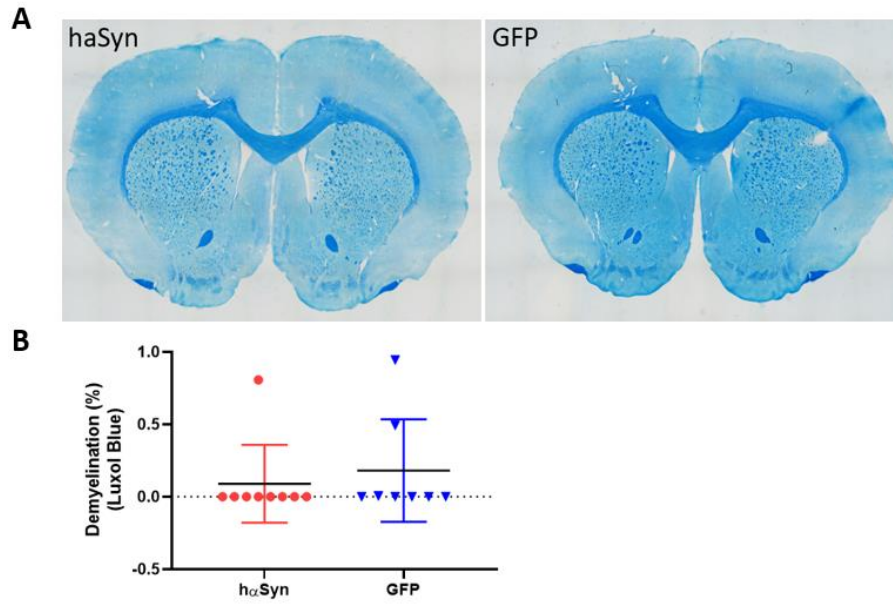 A
haSyn
GFP
B
Demyelination (%)
(Luxol Blue)
1.0
0.5
0.0
-0.5
hαSyn
GFP